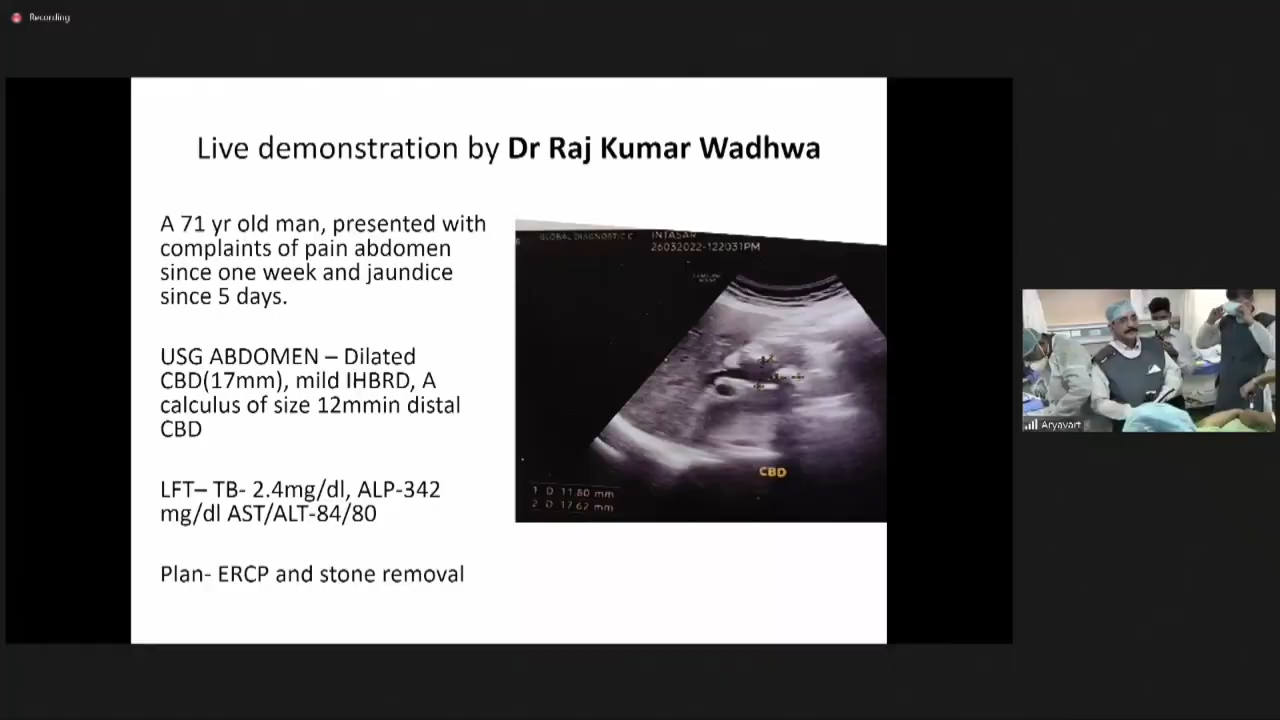 Recording
Live demonstration by Dr Raj Kumar Wadhwa
A 71 yr old man, presented with
complaints of pain abdomen
since one week and jaundice
since 5 days.
USG ABDOMEN – Dilated
CBD(17mm), mild IHBRD, A
calculus of size 12mmin distal
CBD
LFT– TB- 2.4mg/dl, ALP-342
mg/dl AST/ALT-84/80
Plan- ERCP and stone removal
GLOBAL DIAGNOSTIC C
INTASAR
26032022-122031PM
CBD
1 D 11.80 mm
2 D 17.62 mm
Aryavart